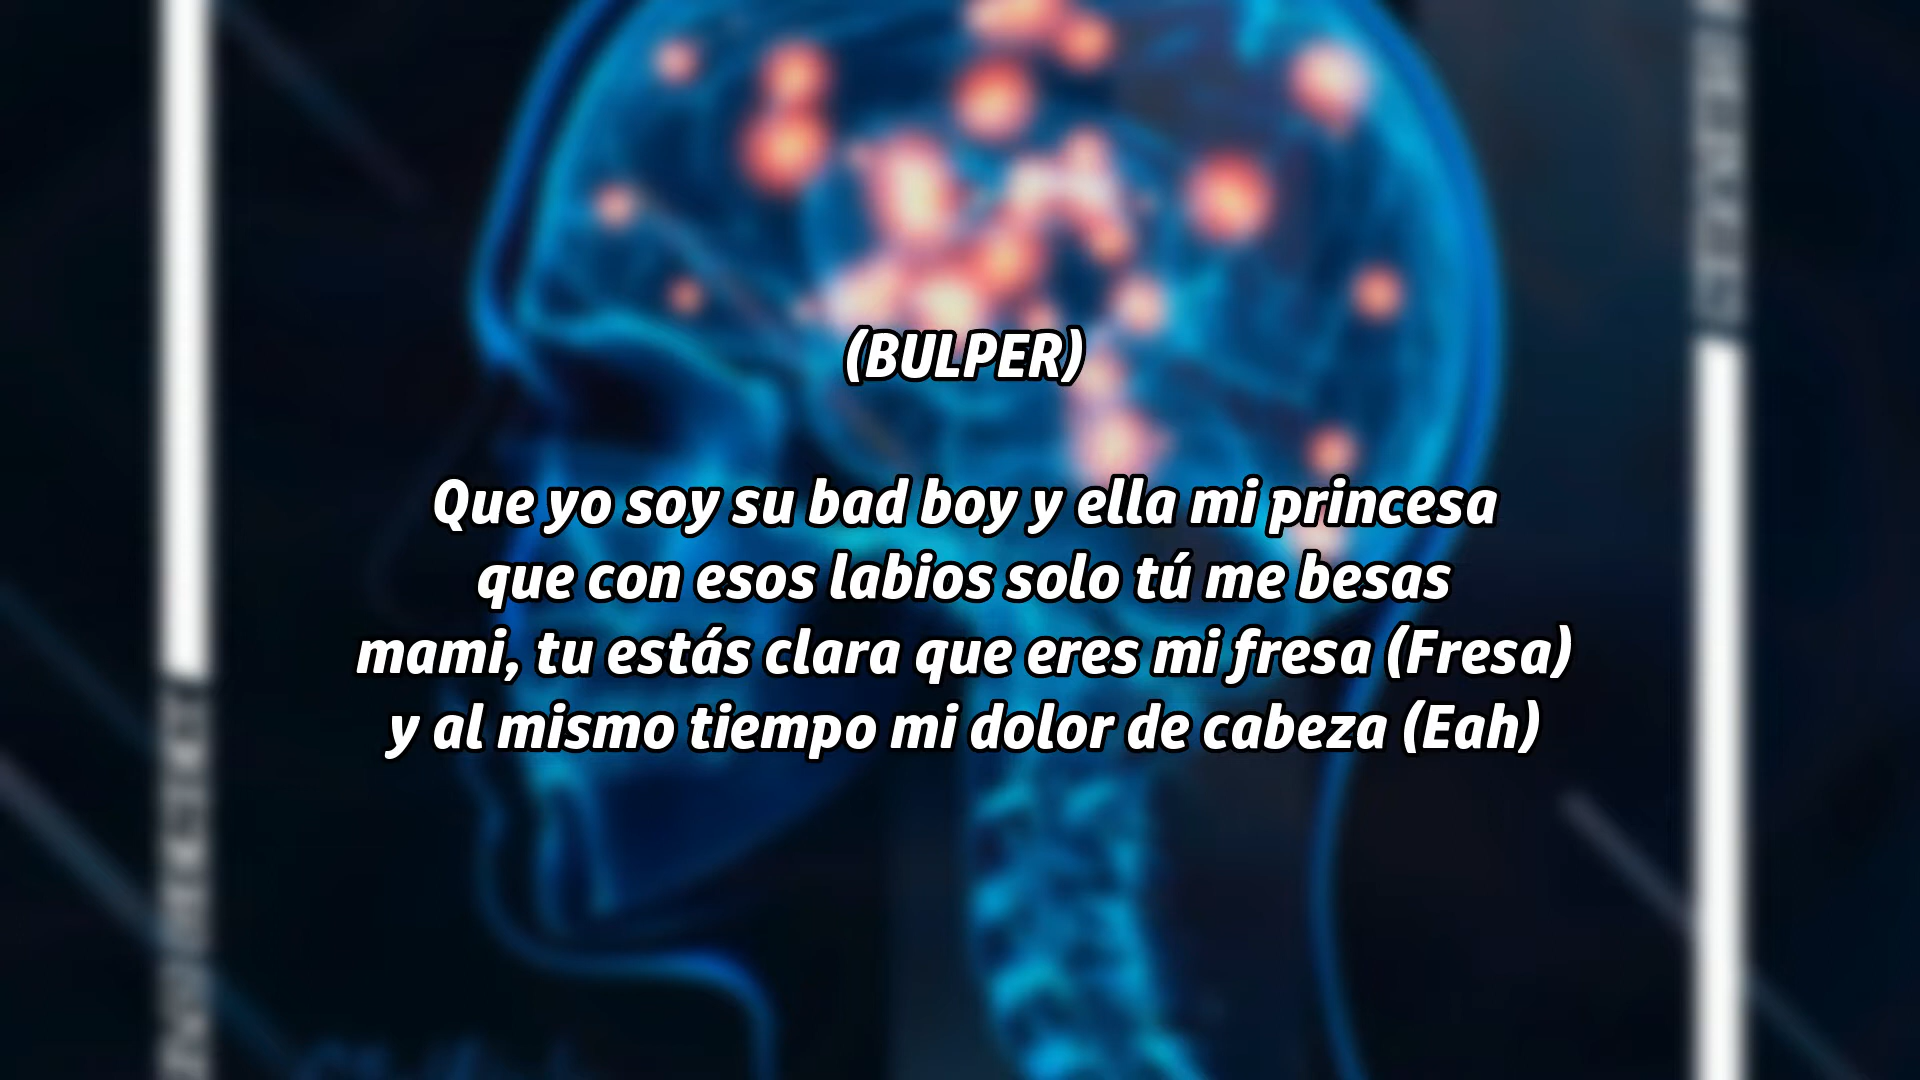 (BULPER)
Que yo soy su bad boy y ella mi princesa
que con esos labios solo tú me besas
mami, tu estás clara que eres mi fresa (Fresa)
y al mismo tiempo mi dolor de cabeza (Eah)